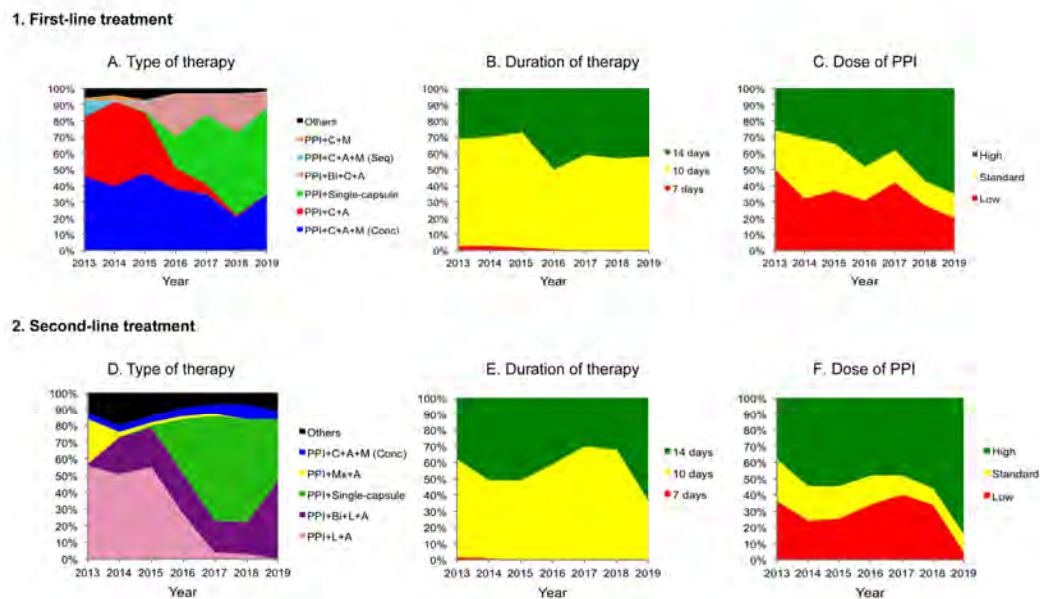 1. First-line treatment
A. Type of therapy
B. Duration of therapy
C. Dose of PPI
100%
90%
80%
70%
60%
50%
40%
30%
20%
10%
0%
2013 2014 2015 2016 2017 2018 2019
Year
Others
PPI+C+M
PPI+C+A+M (Seq)
PPI+Bi+C+A
PPI+Single-capsule
PPI+C+A
PPI+C+A+M (Conc)
100%
90%
80%
70%
60%
50%
40%
30%
20%
10%
0%
2013 2014 2015 2016 2017 2018 2019
Year
14 days
10 days
7 days
100%
90%
80%
70%
60%
50%
40%
30%
20%
10%
0%
2013 2014 2015 2016 2017 2018 2019
Year
High
Standard
Low
2. Second-line treatment
D. Type of therapy
E. Duration of therapy
F. Dose of PPI
100%
90%
80%
70%
60%
50%
40%
30%
20%
10%
0%
2013 2014 2015 2016 2017 2018 2019
Year
Others
PPI+C+A+M (Conc)
PPI+Mx+A
PPI+Single-capsule
PPI+Bi+L+A
PPI+L+A
100%
90%
80%
70%
60%
50%
40%
30%
20%
10%
0%
2013 2014 2015 2016 2017 2018 2019
Year
14 days
10 days
7 days
100%
90%
80%
70%
60%
50%
40%
30%
20%
10%
0%
2013 2014 2015 2016 2017 2018 2019
Year
High
Standard
Low